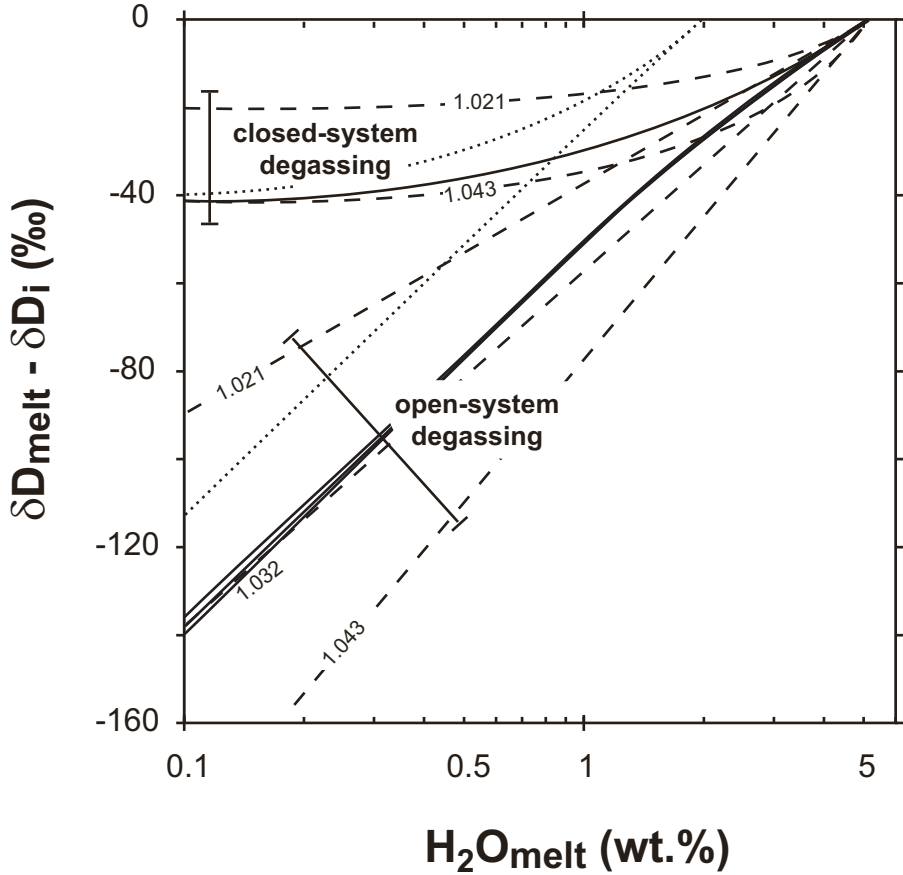 0
-40
-80
-120
-160
δDmelt - δDi (‰)
1.021
closed-system
degassing
1.043
1.021
open-system
degassing
1.032
1.043
0.1
0.5
1
5
H₂Omelt (wt.%)